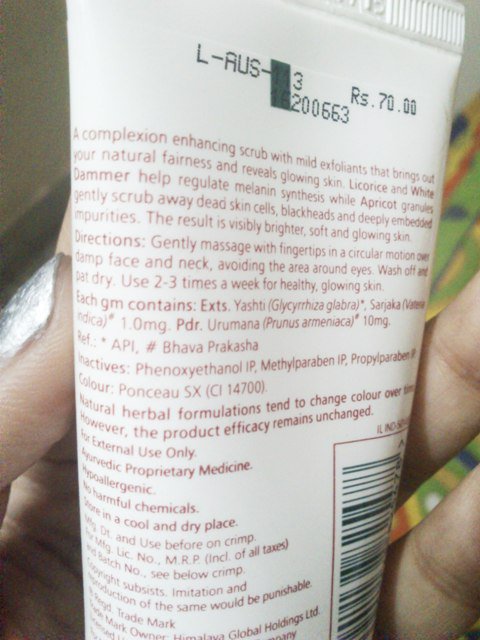 L-AUS- 3
200663
Rs.70.00
A complexion enhancing scrub with mild exfoliants that brings out
your natural fairness and reveals glowing skin. Licorice and White
Dammer help regulate melanin synthesis while Apricot granules
gently scrub away dead skin cells, blackheads and deeply embedded
impurities. The result is visibly brighter, soft and glowing skin.
Directions: Gently massage with fingertips in a circular motion over
damp face and neck, avoiding the area around eyes. Wash off and
pat dry. Use 2-3 times a week for healthy, glowing skin.
Each gm contains: Exts. Yashti (Glycyrrhiza glabra)*, Sarjaka (Vateria
indica)# 1.0mg. Pdr. Urumana (Prunus armeniaca)# 10mg.
Ref.: * API, # Bhava Prakasha
Inactives: Phenoxyethanol IP, Methylparaben IP, Propylparaben IP
Colour: Ponceau SX (CI 14700).
Natural herbal formulations tend to change colour over time
However, the product efficacy remains unchanged.
For External Use Only.
Ayurvedic Proprietary Medicine.
Hypoallergenic.
No harmful chemicals.
Store in a cool and dry place.
Mfg. Dt. and Use before on crimp.
For Mfg. Lic. No., M.R.P. (Incl. of all taxes)
and Batch No., see below crimp.
Copyright subsists. Imitation and
reproduction of the same would be punishable.
Regd. Trade Mark
Trade Mark Owner: Himalaya Global Holdings Ltd.
IL IND